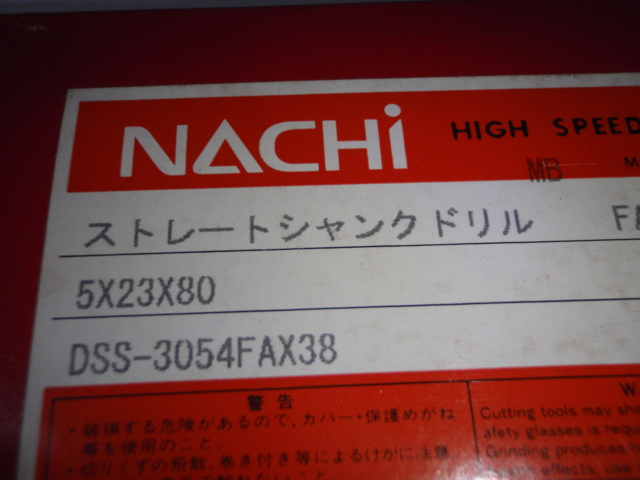 NACHi HIGH SPEED
MB
ストレートシャンクドリル
5X23X80
DSS-3054FAX38
警告
・破損する危険があるので、カバー・保護めがね
等を使用のこと。
・切りくずの飛散、巻き付き等によるけがに注意
Cutting tools may
afety glasses is
Grinding produces
effects, use